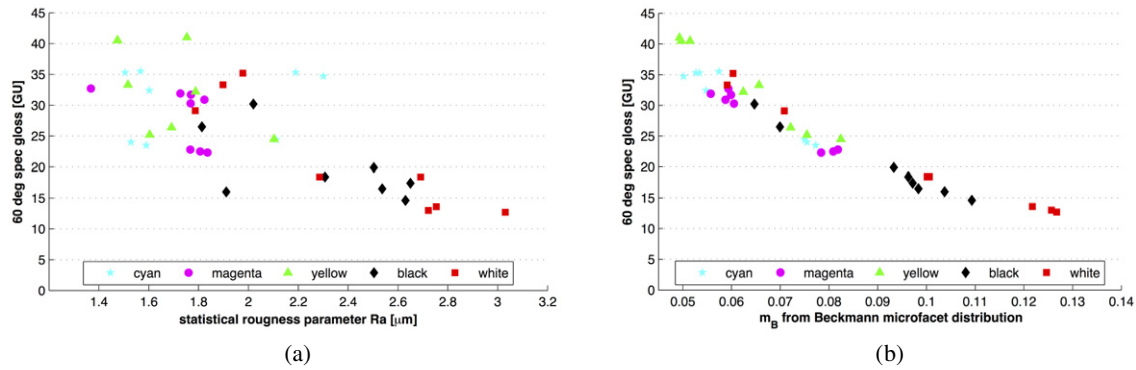 45
40
35
30
25
20
15
10
5
0
60 deg spec gloss [GU]
cyan magenta yellow black white
1.4 1.6 1.8 2 2.2 2.4 2.6 2.8 3 3.2
statistical rougness parameter Ra [μm]
(a)
45
40
35
30
25
20
15
10
5
0
60 deg spec gloss [GU]
cyan magenta yellow black white
0.05 0.06 0.07 0.08 0.09 0.1 0.11 0.12 0.13 0.14
m_B from Beckmann microfacet distribution
(b)